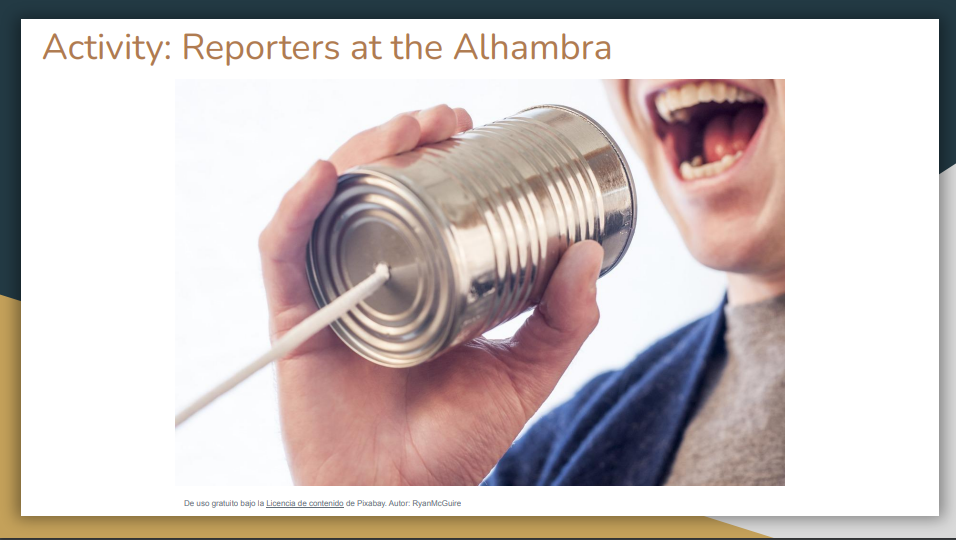 Activity: Reporters at the Alhambra
De uso gratuito bajo la Licencia de contenido de Pixabay. Autor: RyanMcGuire